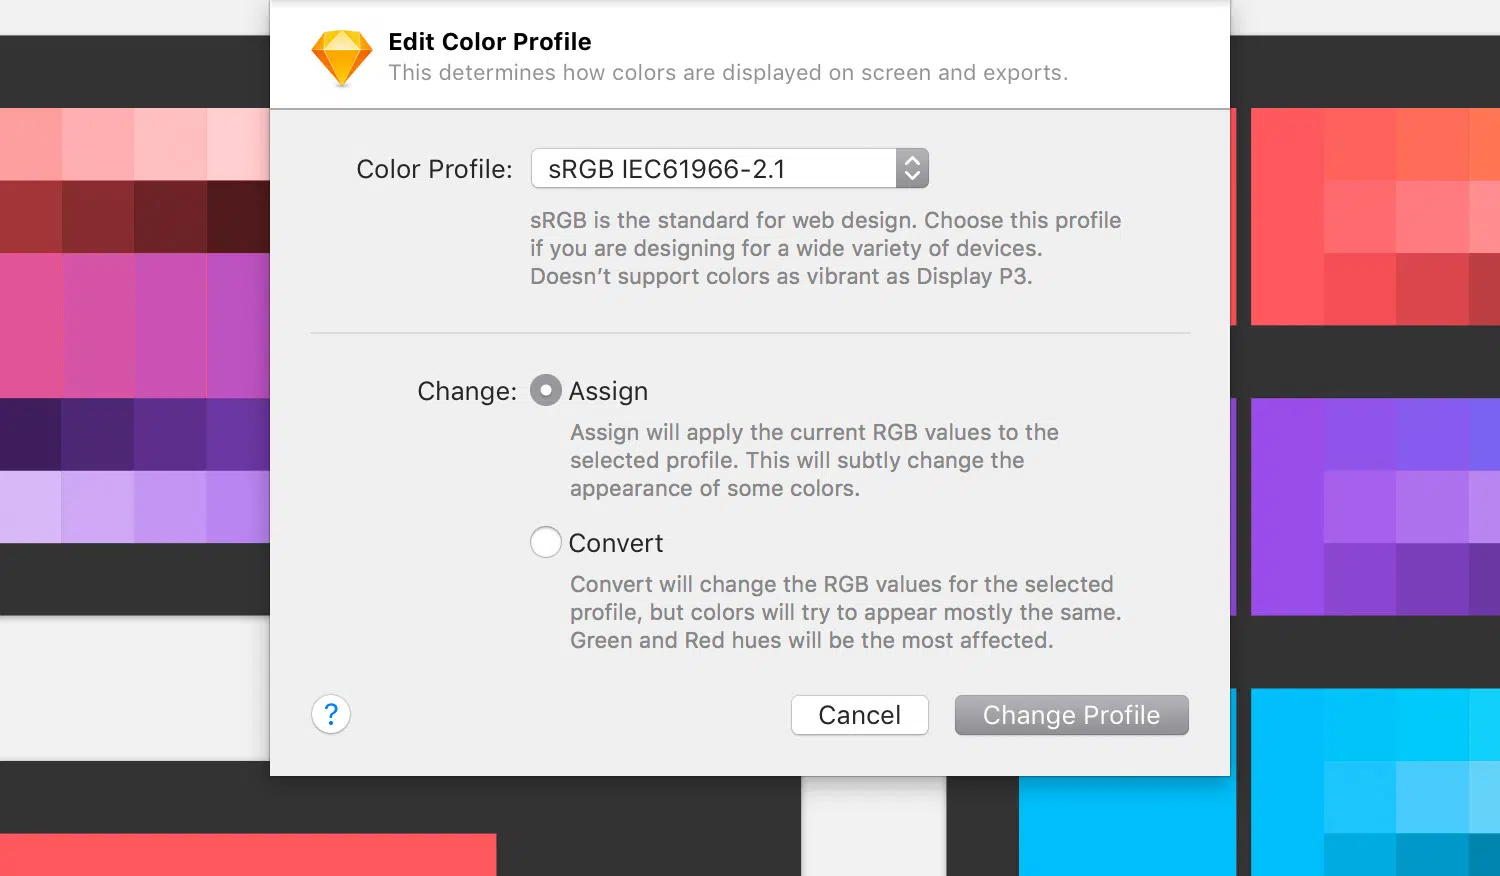 Edit Color Profile
This determines how colors are displayed on screen and exports.
Color Profile: sRGB IEC61966-2.1
sRGB is the standard for web design. Choose this profile
if you are designing for a wide variety of devices.
Doesn’t support colors as vibrant as Display P3.
Change: Assign
Assign will apply the current RGB values to the
selected profile. This will subtly change the
appearance of some colors.
Convert
Convert will change the RGB values for the selected
profile, but colors will try to appear mostly the same.
Green and Red hues will be the most affected.
? Cancel Change Profile